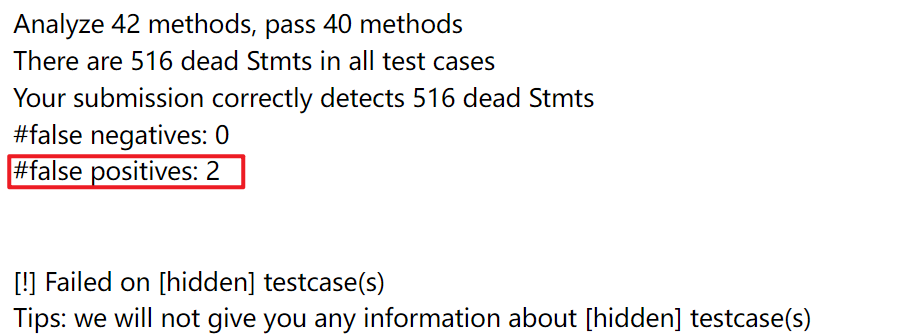 Analyze 42 methods, pass 40 methods
There are 516 dead Stmts in all test cases
Your submission correctly detects 516 dead Stmts
#false negatives: 0
#false positives: 2
[!] Failed on [hidden] testcase(s)
Tips: we will not give you any information about [hidden] testcase(s)